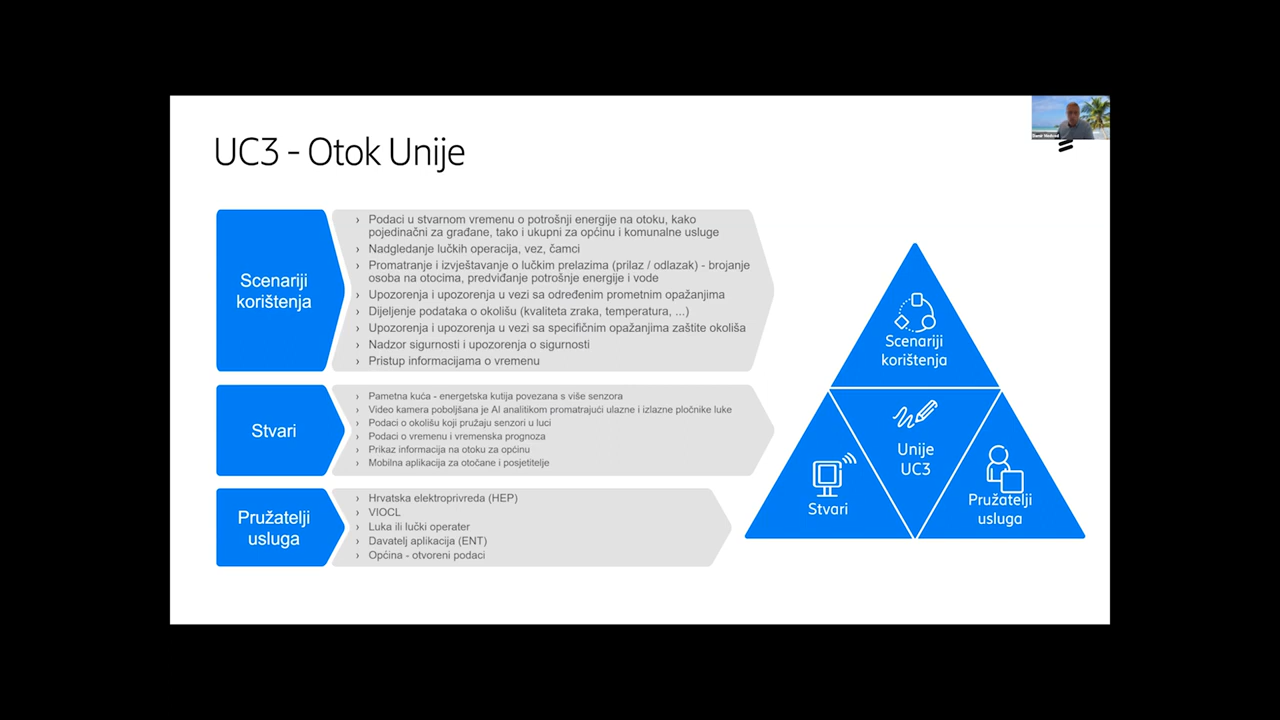 UC3 - Otok Unije
Scenariji
korištenja
› Podaci u stvarnom vremenu o potrošnji energije na otoku, kako
pojedinačni za građane, tako i ukupni za općinu i komunalne usluge
› Nadgledanje lučkih operacija, vez, čamci
› Promatranje i izvještavanje o lučkim prelazima (prilaz / odlazak) - brojanje
osoba na otocima, predviđanje potrošnje energije i vode
› Upozorenja i upozorenja u vezi sa određenim prometnim opažanjima
› Dijeljenje podataka o okolišu (kvaliteta zraka, temperatura, ...)
› Upozorenja i upozorenja u vezi sa specifičnim opažanjima zaštite okoliša
› Nadzor sigurnosti i upozorenja o sigurnosti
› Pristup informacijama o vremenu
Stvari
› Pametna kuća - energetska kutija povezana s više senzora
› Video kamera poboljšana je AI analitikom promatrajući ulazne i izlazne pločnike luke
› Podaci o okolišu koji pružaju senzori u luci
› Podaci o vremenu i vremenska prognoza
› Prikaz informacija na otoku za općinu
› Mobilna aplikacija za otočane i posjetitelje
Pružatelji
usluga
› Hrvatska elektroprivreda (HEP)
› VIOCL
› Luka ili lučki operater
› Davatelj aplikacija (ENT)
› Općina - otvoreni podaci
Scenariji
korištenja
Unije
UC3
Stvari
Pružatelji
usluga